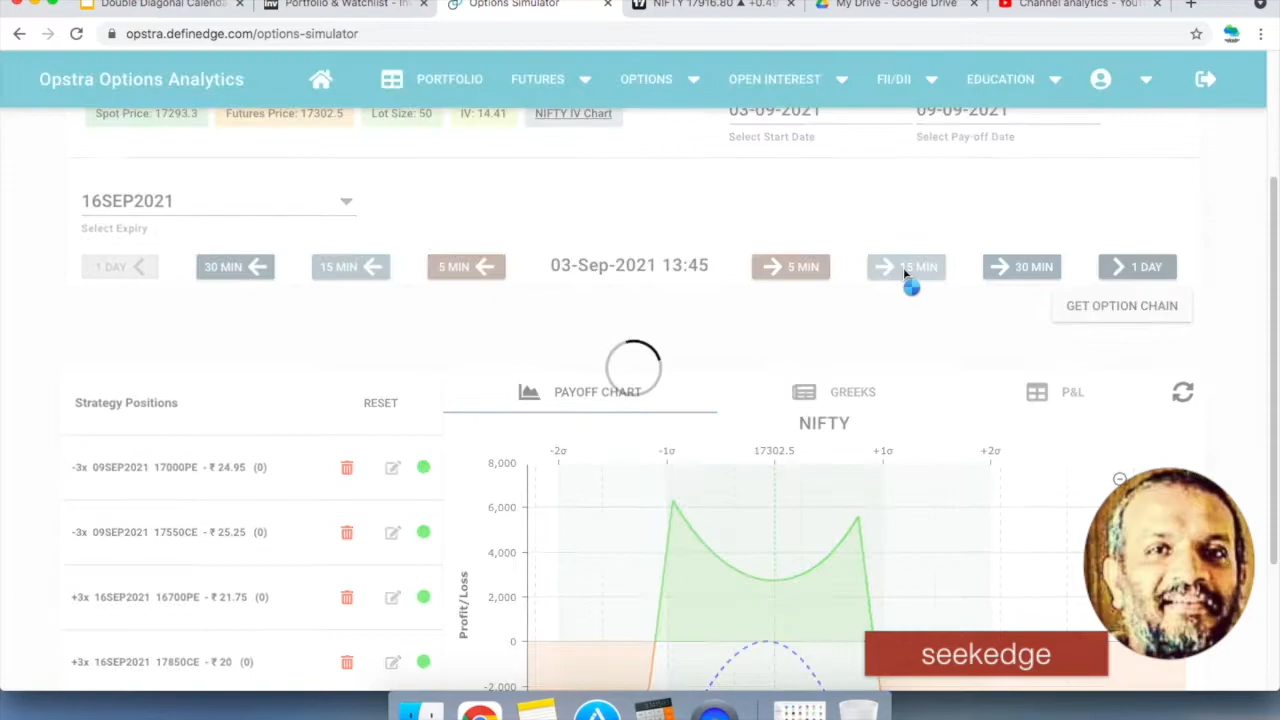 Double Diagonal Calenda
Portfolio & Watchlist - In
Options Simulator
NIFTY 17916.80 ▲ +0.49
My Drive - Google Drive
Channel analytics - YouT
opstra.definedge.com/options-simulator
Opstra Options Analytics
PORTFOLIO
FUTURES
OPTIONS
OPEN INTEREST
FII/DII
EDUCATION
Spot Price: 17293.3
Futures Price: 17302.5
Lot Size: 50
IV: 14.41
NIFTY IV Chart
03-09-2021
09-09-2021
Select Start Date
Select Pay-off Date
16SEP2021
Select Expiry
1 DAY
30 MIN
15 MIN
5 MIN
03-Sep-2021 13:45
5 MIN
15 MIN
30 MIN
1 DAY
GET OPTION CHAIN
Strategy Positions
RESET
PAYOFF CHART
GREEKS
P&L
NIFTY
-2σ
-1σ
17302.5
+1σ
+2σ
-3x 09SEP2021 17000PE - ₹ 24.95 (0)
-3x 09SEP2021 17550CE - ₹ 25.25 (0)
+3x 16SEP2021 16700PE - ₹ 21.75 (0)
+3x 16SEP2021 17850CE - ₹ 20 (0)
8,000
6,000
4,000
2,000
0
-2,000
Profit/Loss
seekedge